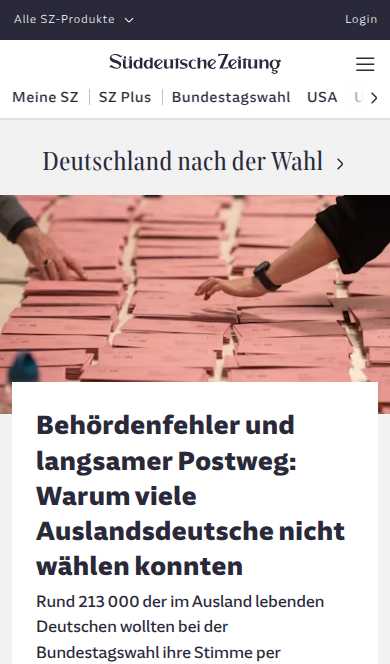 Alle SZ-Produkte Login
Süddeutsche Zeitung
Meine SZ SZ Plus Bundestagswahl USA
Deutschland nach der Wahl
Behördenfehler und
langsamer Postweg:
Warum viele
Auslandsdeutsche nicht
wählen konnten
Rund 213 000 der im Ausland lebenden
Deutschen wollten bei der
Bundestagswahl ihre Stimme per